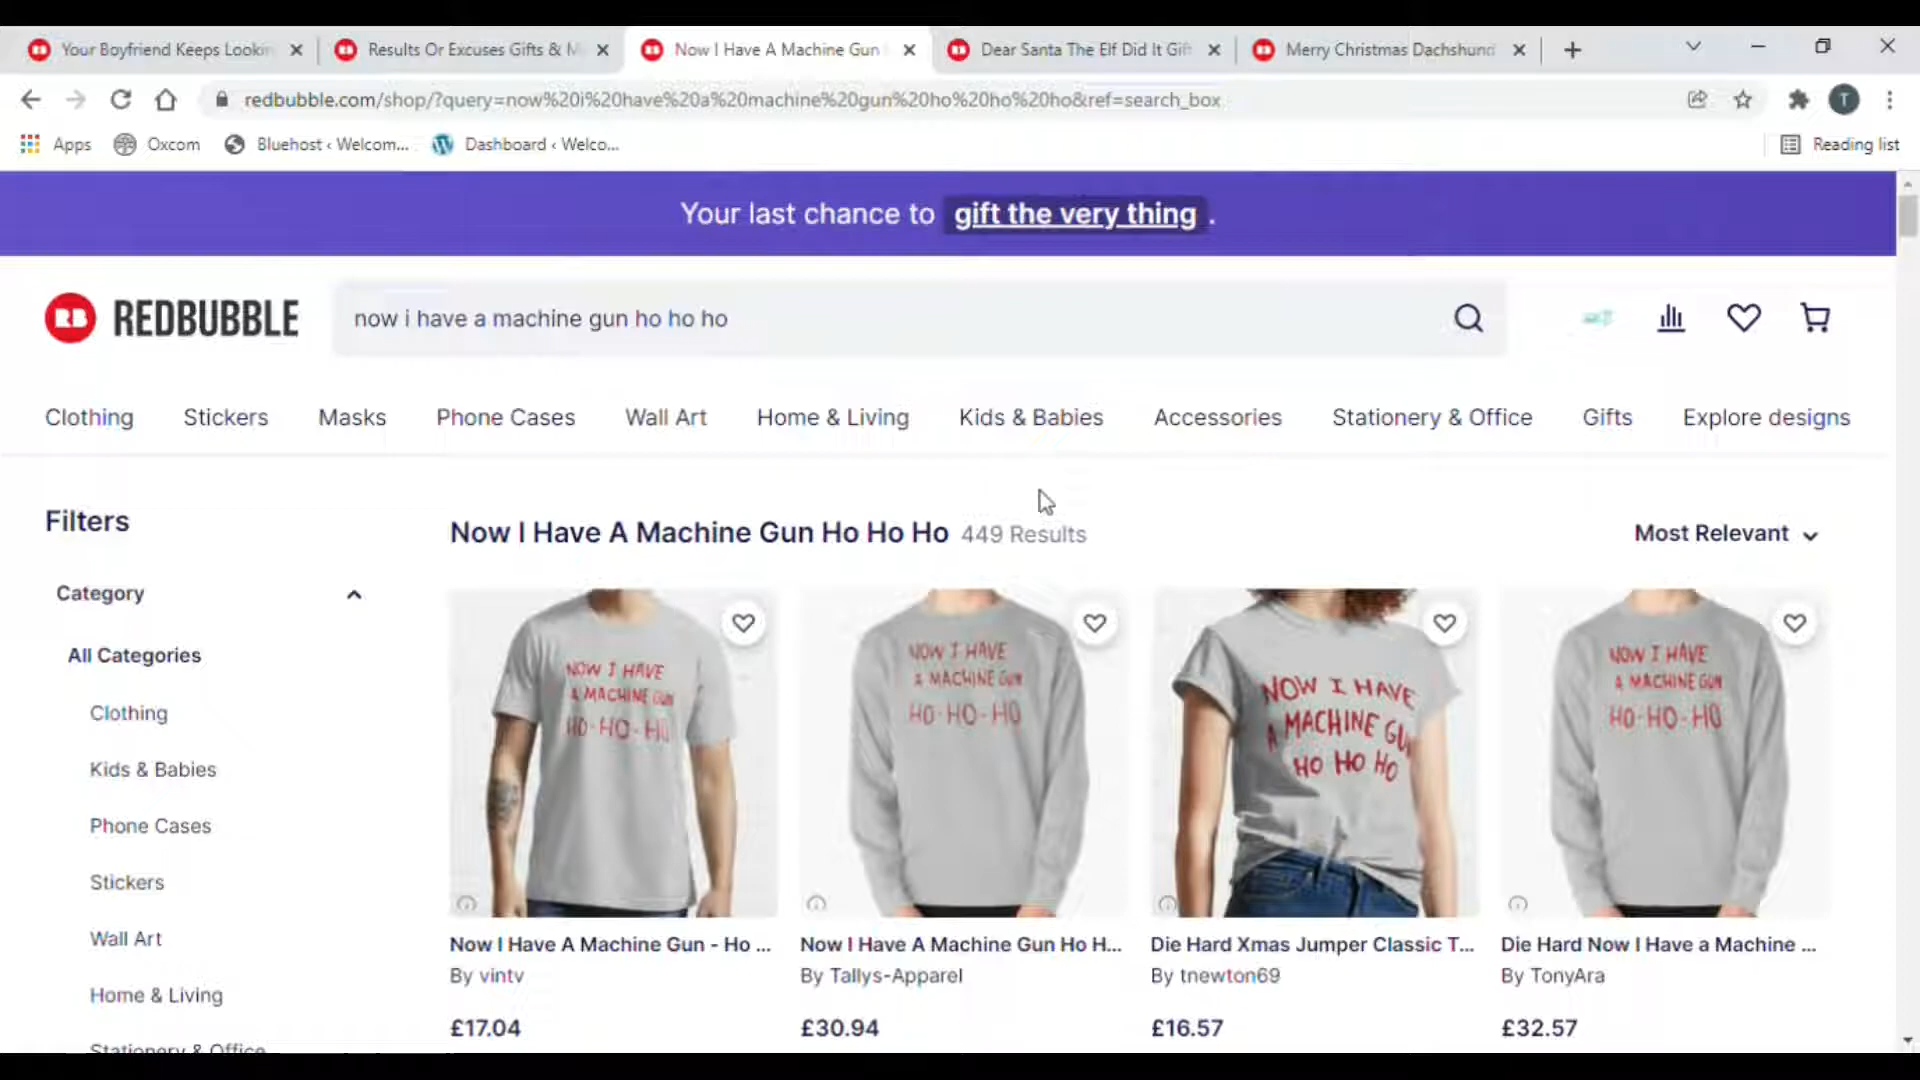 Your Boyfriend Keeps Lookin
Results Or Excuses Gifts & M
Now I Have A Machine Gun
Dear Santa The Elf Did It Gif
Merry Christmas Dachshund
redbubble.com/shop/?query=now%20i%20have%20a%20machine%20gun%20ho%20ho%20ho&ref=search_box
T
Apps
Oxcom
Bluehost ‹ Welcom...
Dashboard ‹ Welco...
Reading list
Your last chance to gift the very thing .
RB REDBUBBLE
now i have a machine gun ho ho ho
Clothing Stickers Masks Phone Cases Wall Art Home & Living Kids & Babies Accessories Stationery & Office Gifts Explore designs
Filters
Category
All Categories
Clothing
Kids & Babies
Phone Cases
Stickers
Wall Art
Home & Living
Stationery & Office
Now I Have A Machine Gun Ho Ho Ho 449 Results
Most Relevant
NOW I HAVE
A MACHINE GUN
HO-HO-HO
NOW I HAVE
A MACHINE GUN
HO-HO-HO
NOW I HAVE
A MACHINE GU
HO HO HO
NOW I HAVE
A MACHINE GUN
HO-HO-HO
Now I Have A Machine Gun - Ho ...
By vintv
£17.04
Now I Have A Machine Gun Ho H...
By Tallys-Apparel
£30.94
Die Hard Xmas Jumper Classic T...
By tnewton69
£16.57
Die Hard Now I Have a Machine ...
By TonyAra
£32.57